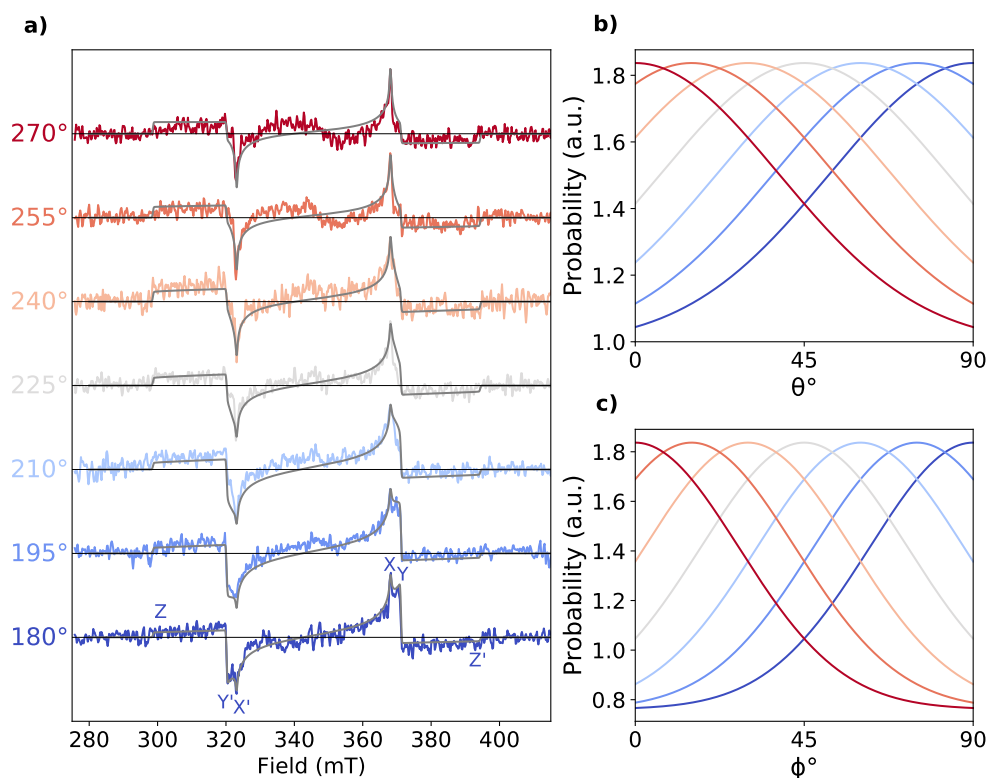 a)
270°
255°
240°
225°
210°
195°
180°
Z
X
Y
Z'
Y'
X'
280
300
320
340
360
380
400
Field (mT)
b)
1.8
1.6
1.4
1.2
1.0
Probability (a.u.)
0
45
90
θ°
c)
1.8
1.6
1.4
1.2
1.0
0.8
Probability (a.u.)
0
45
90
ϕ°